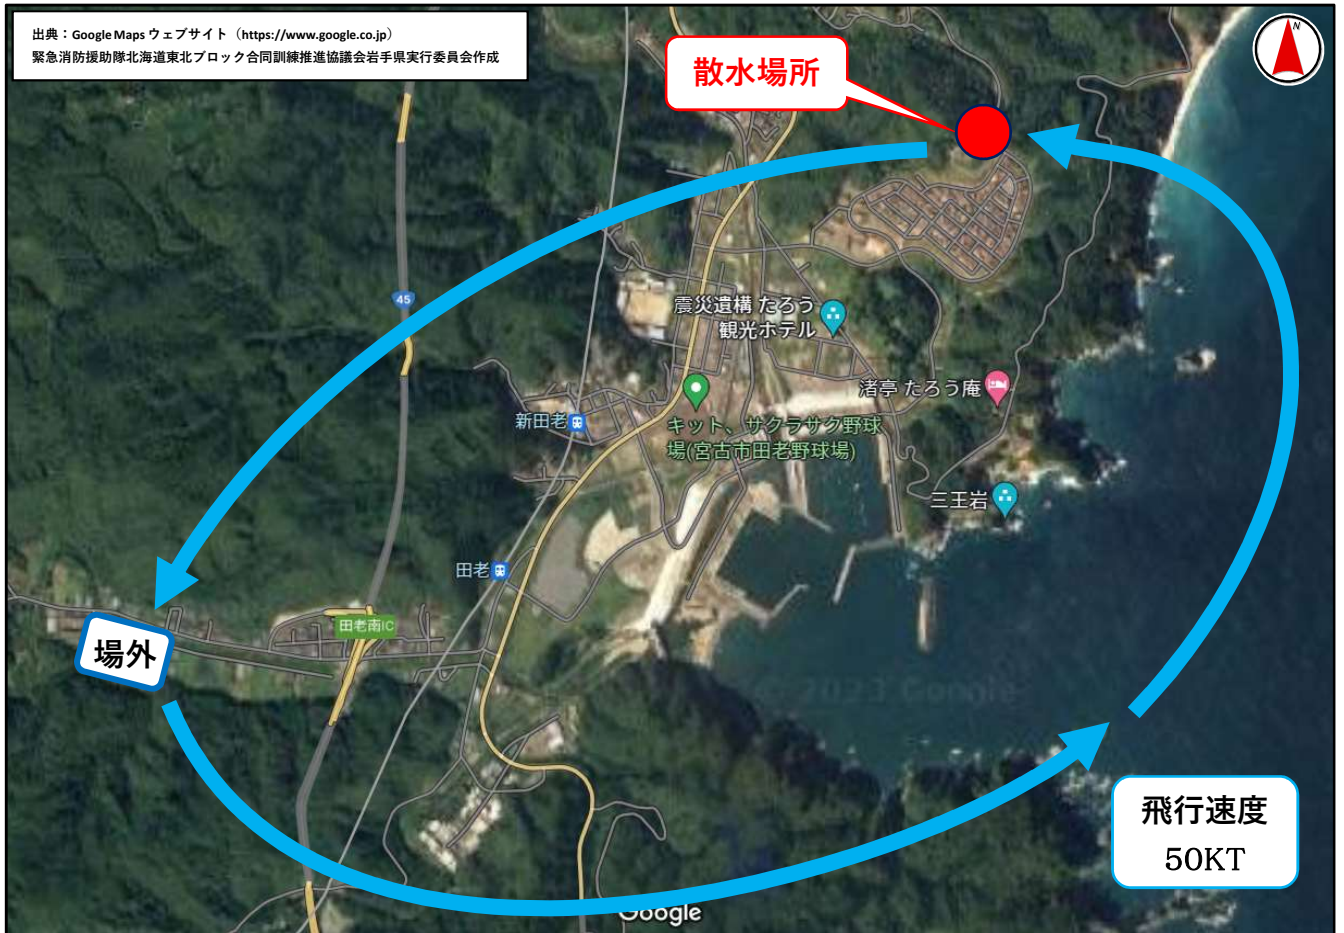 出典：Google Maps ウェブサイト（https://www.google.co.jp）
緊急消防援助隊北海道東北ブロック合同訓練推進協議会岩手県実行委員会作成
N
散水場所
45
震災遺構 たろう
観光ホテル
渚亭 たろう庵
新田老
キット、サクラサク野球
場(宮古市田老野球場)
三王岩
田老
田老南IC
場外
2023 Google
飛行速度
50KT
Google